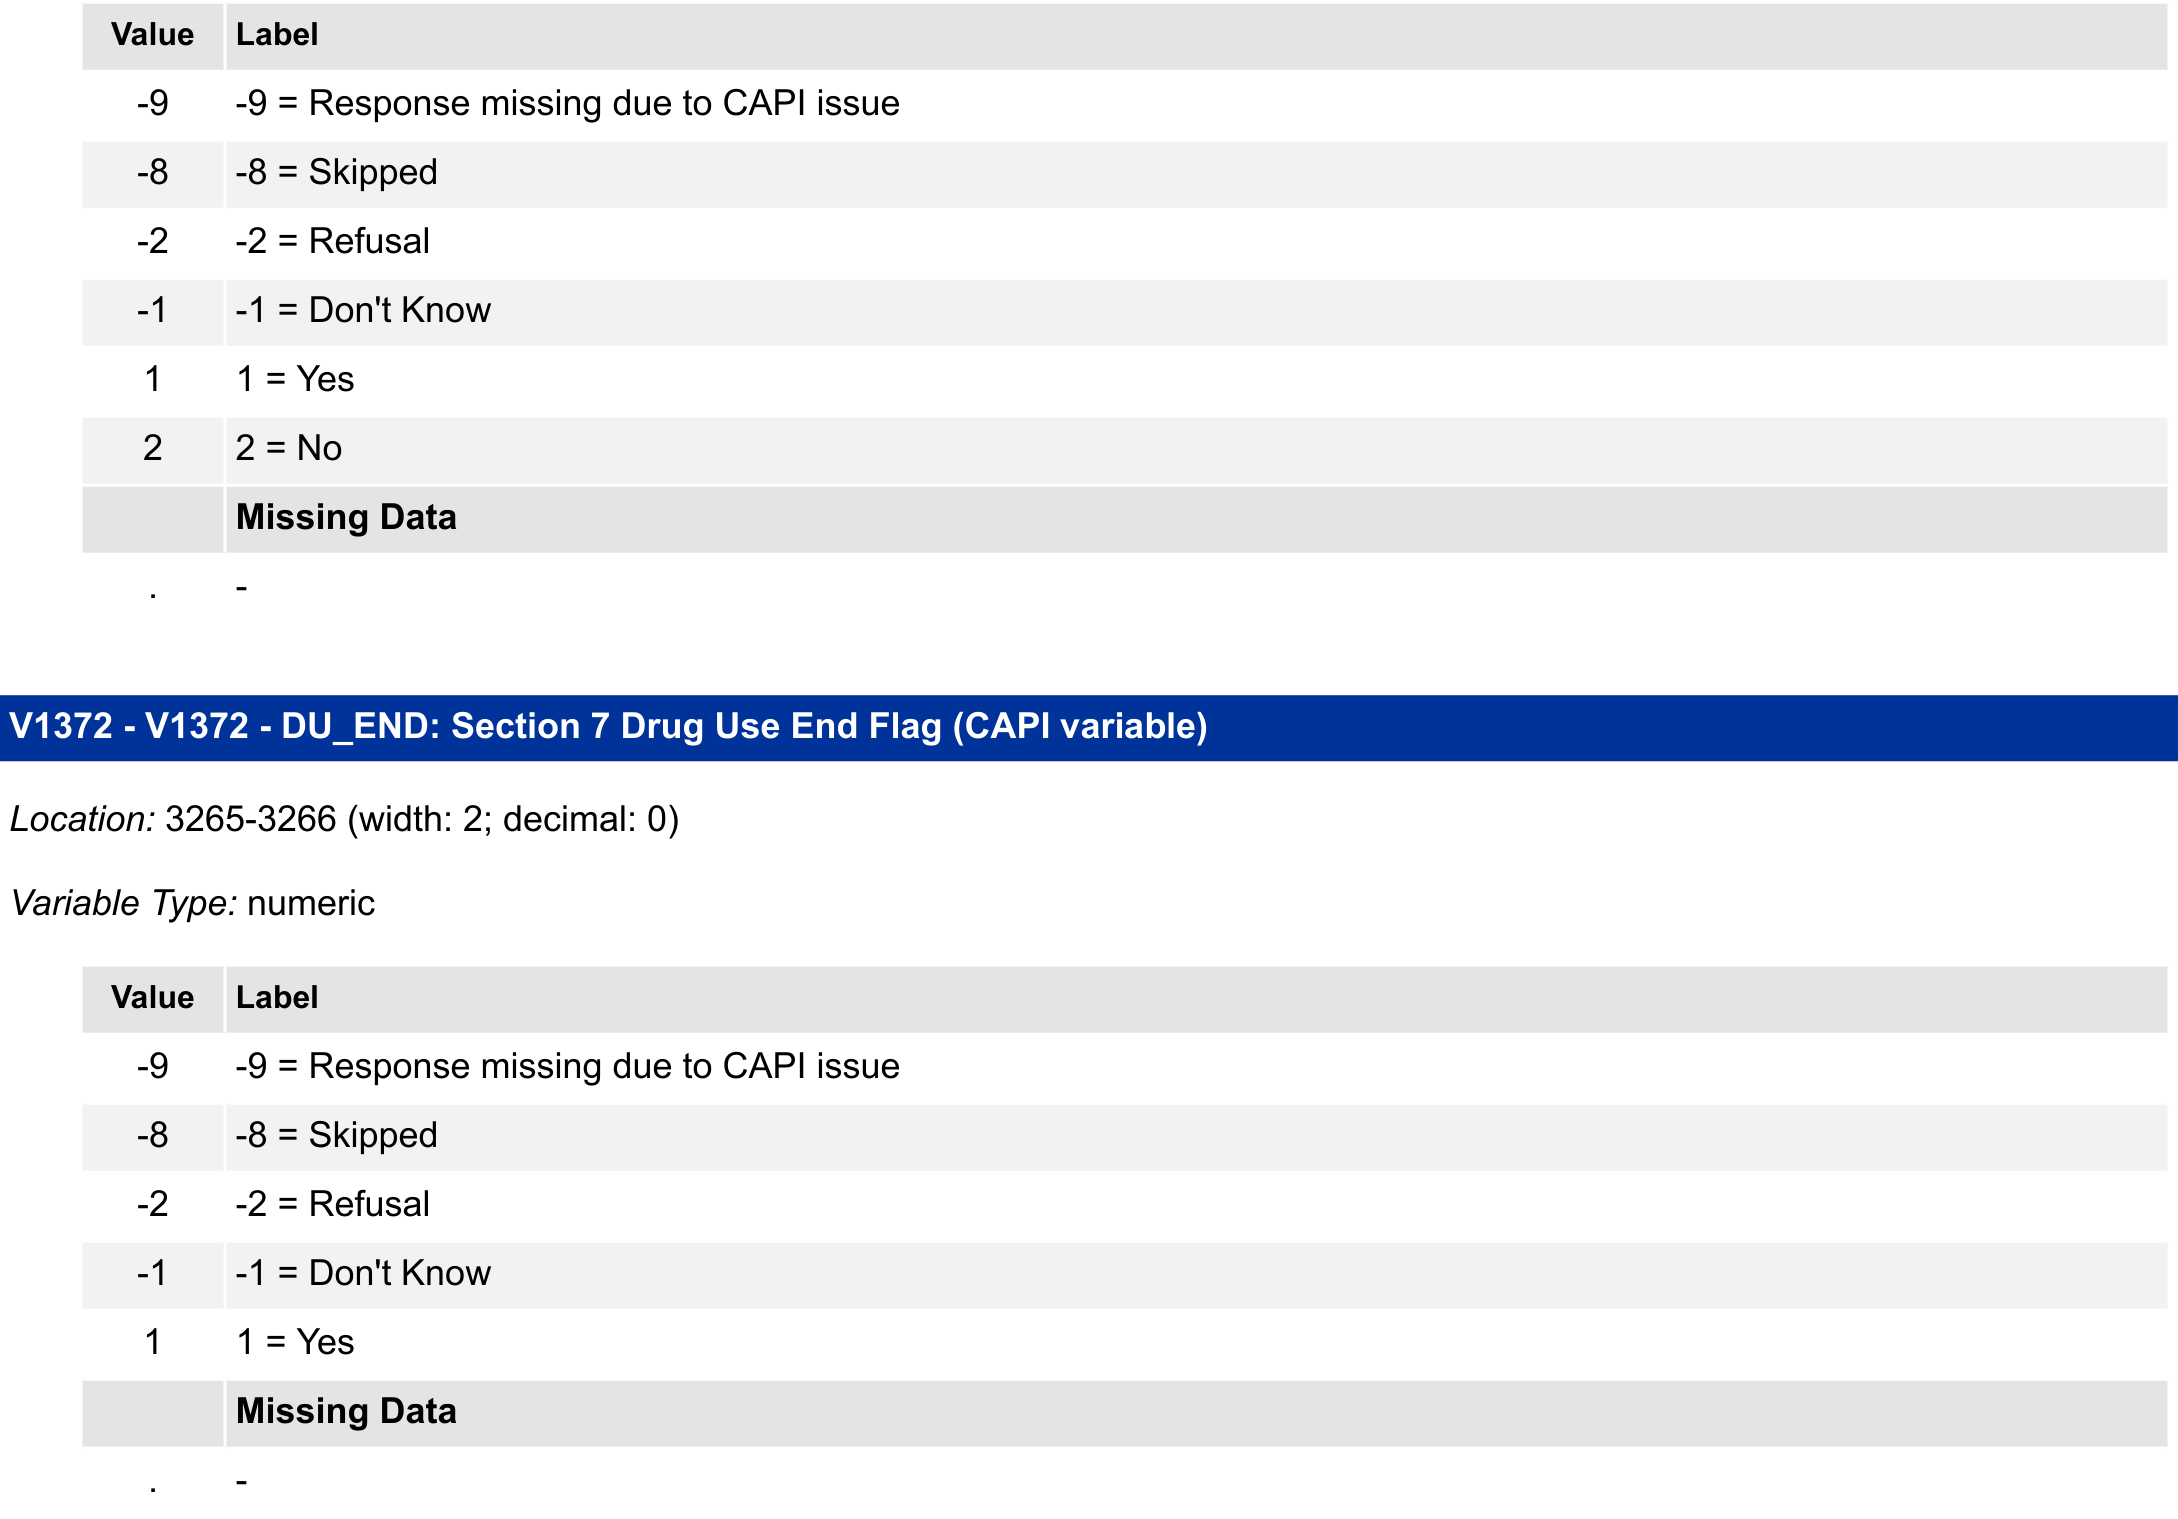 Value Label
-9 -9 = Response missing due to CAPI issue
-8 -8 = Skipped
-2 -2 = Refusal
-1 -1 = Don't Know
1 1 = Yes
2 2 = No
Missing Data
. -
V1372 - V1372 - DU_END: Section 7 Drug Use End Flag (CAPI variable)
Location: 3265-3266 (width: 2; decimal: 0)
Variable Type: numeric
Value Label
-9 -9 = Response missing due to CAPI issue
-8 -8 = Skipped
-2 -2 = Refusal
-1 -1 = Don't Know
1 1 = Yes
Missing Data
. -